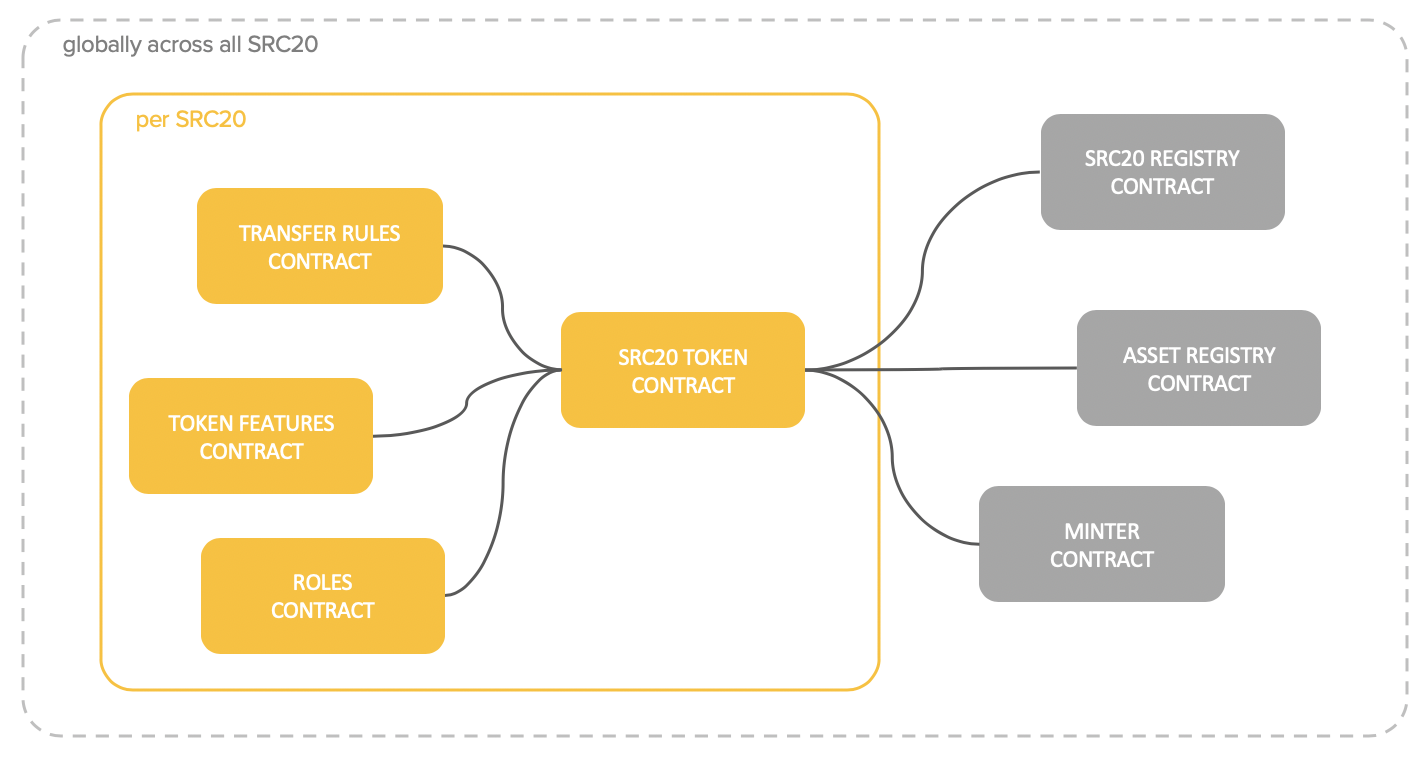 globally across all SRC20
per SRC20
TRANSFER RULES
CONTRACT
TOKEN FEATURES
CONTRACT
ROLES
CONTRACT
SRC20 TOKEN
CONTRACT
SRC20 REGISTRY
CONTRACT
ASSET REGISTRY
CONTRACT
MINTER
CONTRACT